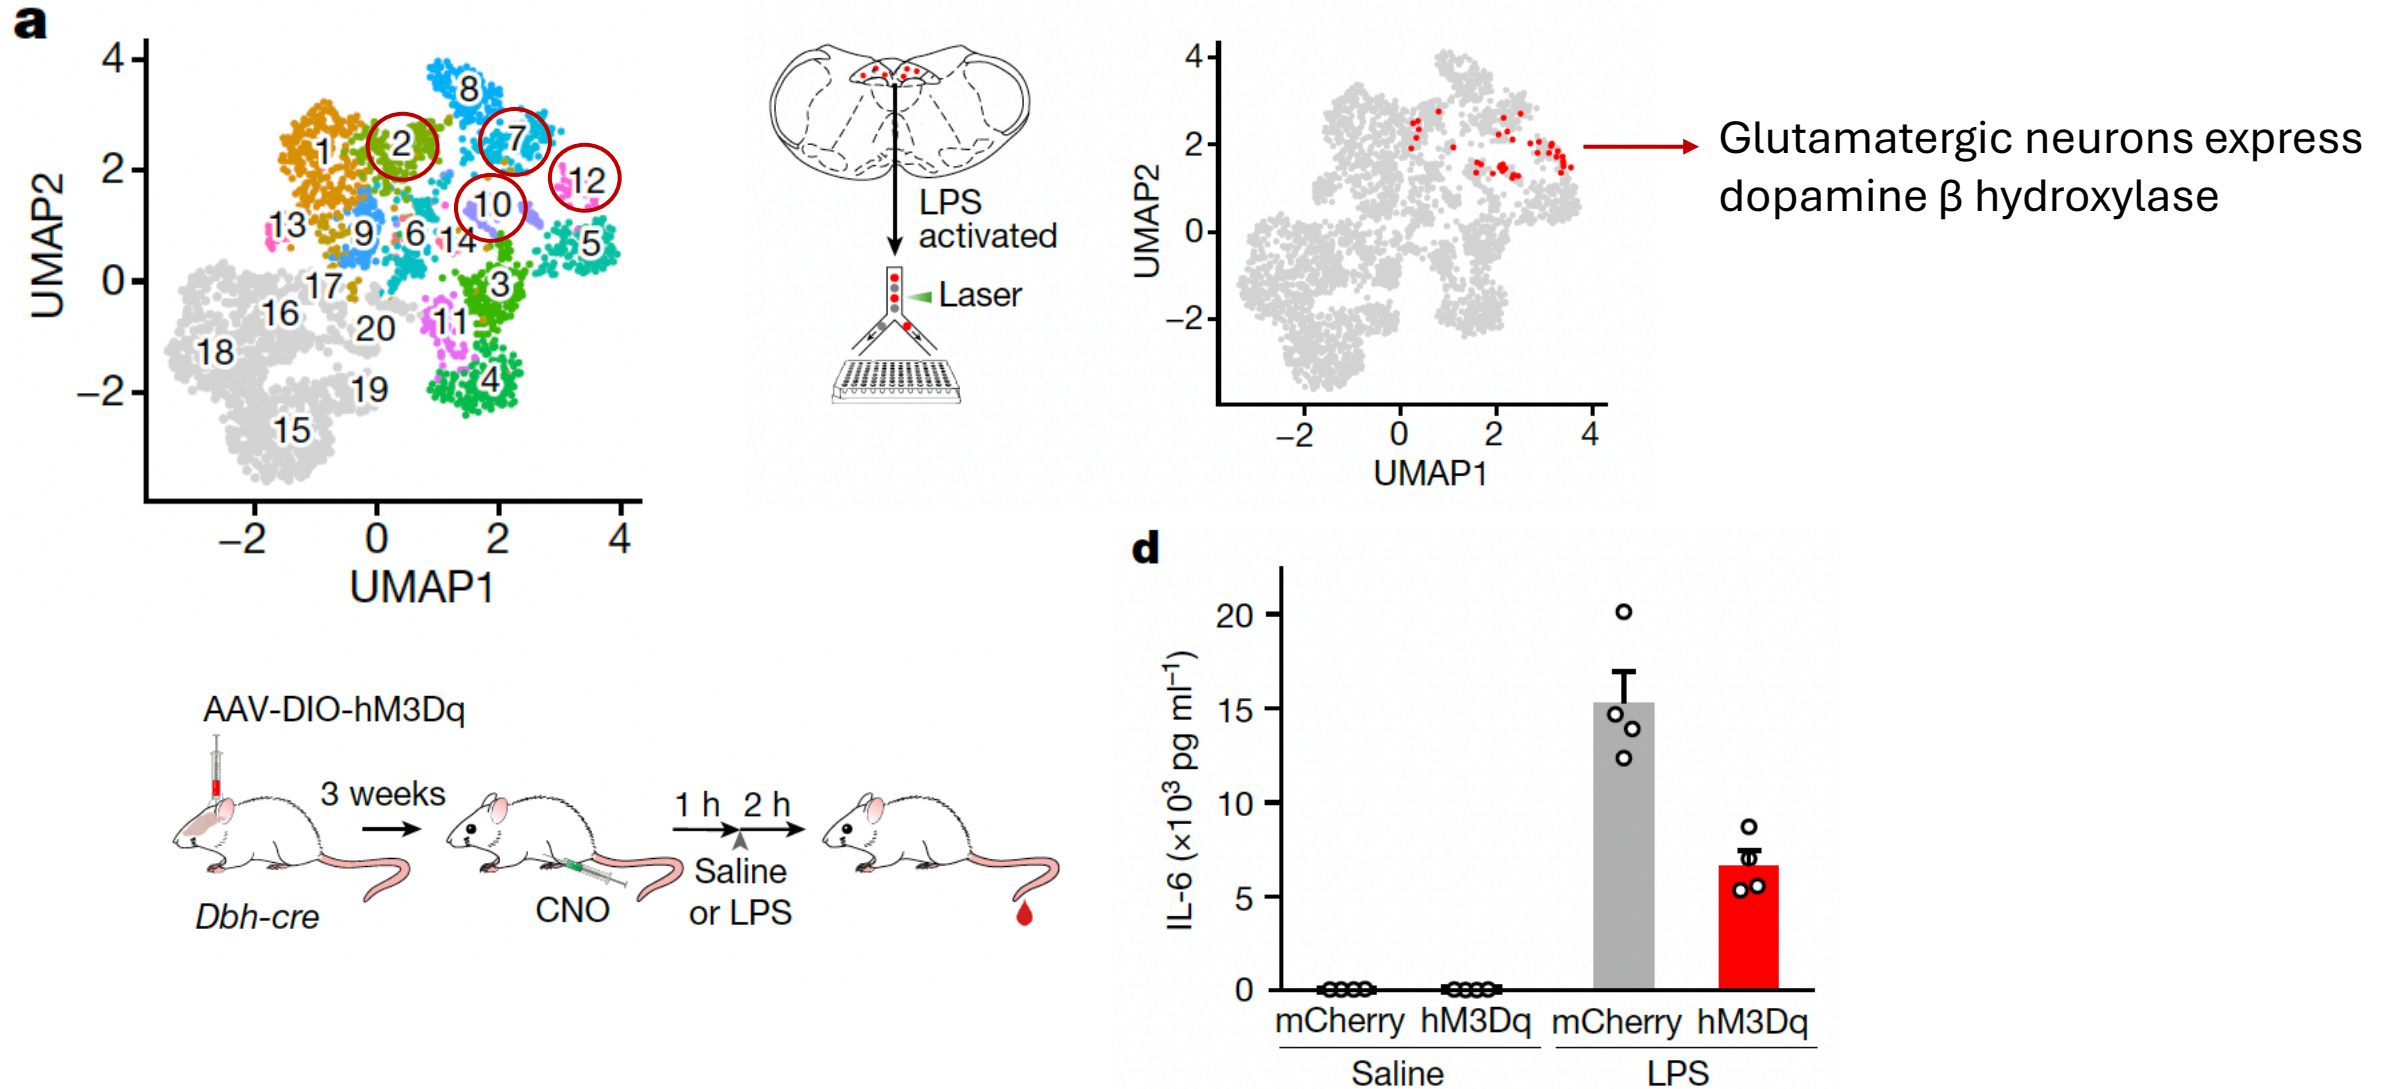 a
4
2
0
−2
UMAP2
−2
0
2
4
UMAP1
1
2
3
4
5
6
7
8
9
10
11
12
13
14
15
16
17
18
19
20
LPS
activated
Laser
4
2
0
−2
UMAP2
−2
0
2
4
UMAP1
Glutamatergic neurons express
dopamine β hydroxylase
AAV-DIO-hM3Dq
3 weeks
1 h 2 h
Saline
or LPS
CNO
Dbh-cre
d
20
15
10
5
0
IL-6 (×10³ pg ml⁻¹)
mCherry hM3Dq mCherry hM3Dq
Saline LPS